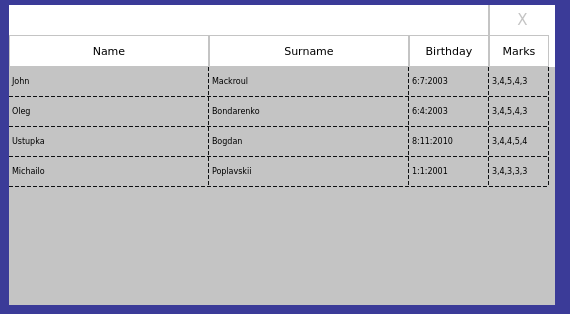 X
Name Surname Birthday Marks
John Mackroul 6:7:2003 3,4,5,4,3
Oleg Bondarenko 6:4:2003 3,4,5,4,3
Ustupka Bogdan 8:11:2010 3,4,4,5,4
Michailo Poplavskii 1:1:2001 3,4,3,3,3